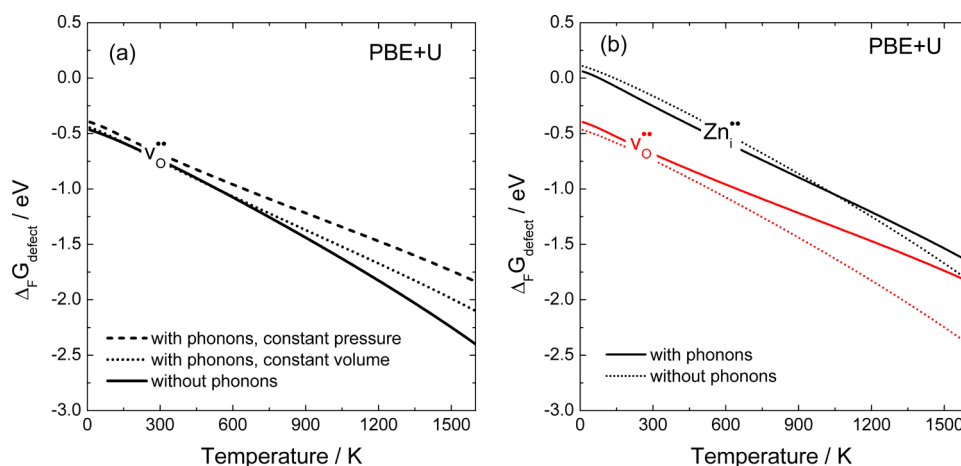 (a)
PBE+U
0.5
0.0
-0.5
-1.0
-1.5
-2.0
-2.5
-3.0
Δ_F G_defect / eV
v_O^••
with phonons, constant pressure
with phonons, constant volume
without phonons
0 300 600 900 1200 1500
Temperature / K
(b)
PBE+U
0.5
0.0
-0.5
-1.0
-1.5
-2.0
-2.5
-3.0
Δ_F G_defect / eV
Zn_i^••
v_O^••
with phonons
without phonons
0 300 600 900 1200 1500
Temperature / K